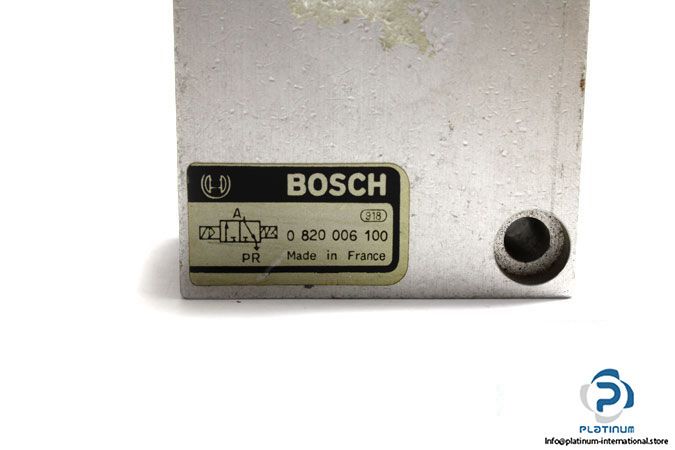 BOSCH
918
A
0 820 006 100
PR
Made in France
P
PLATINUM
info@platinum-international.store